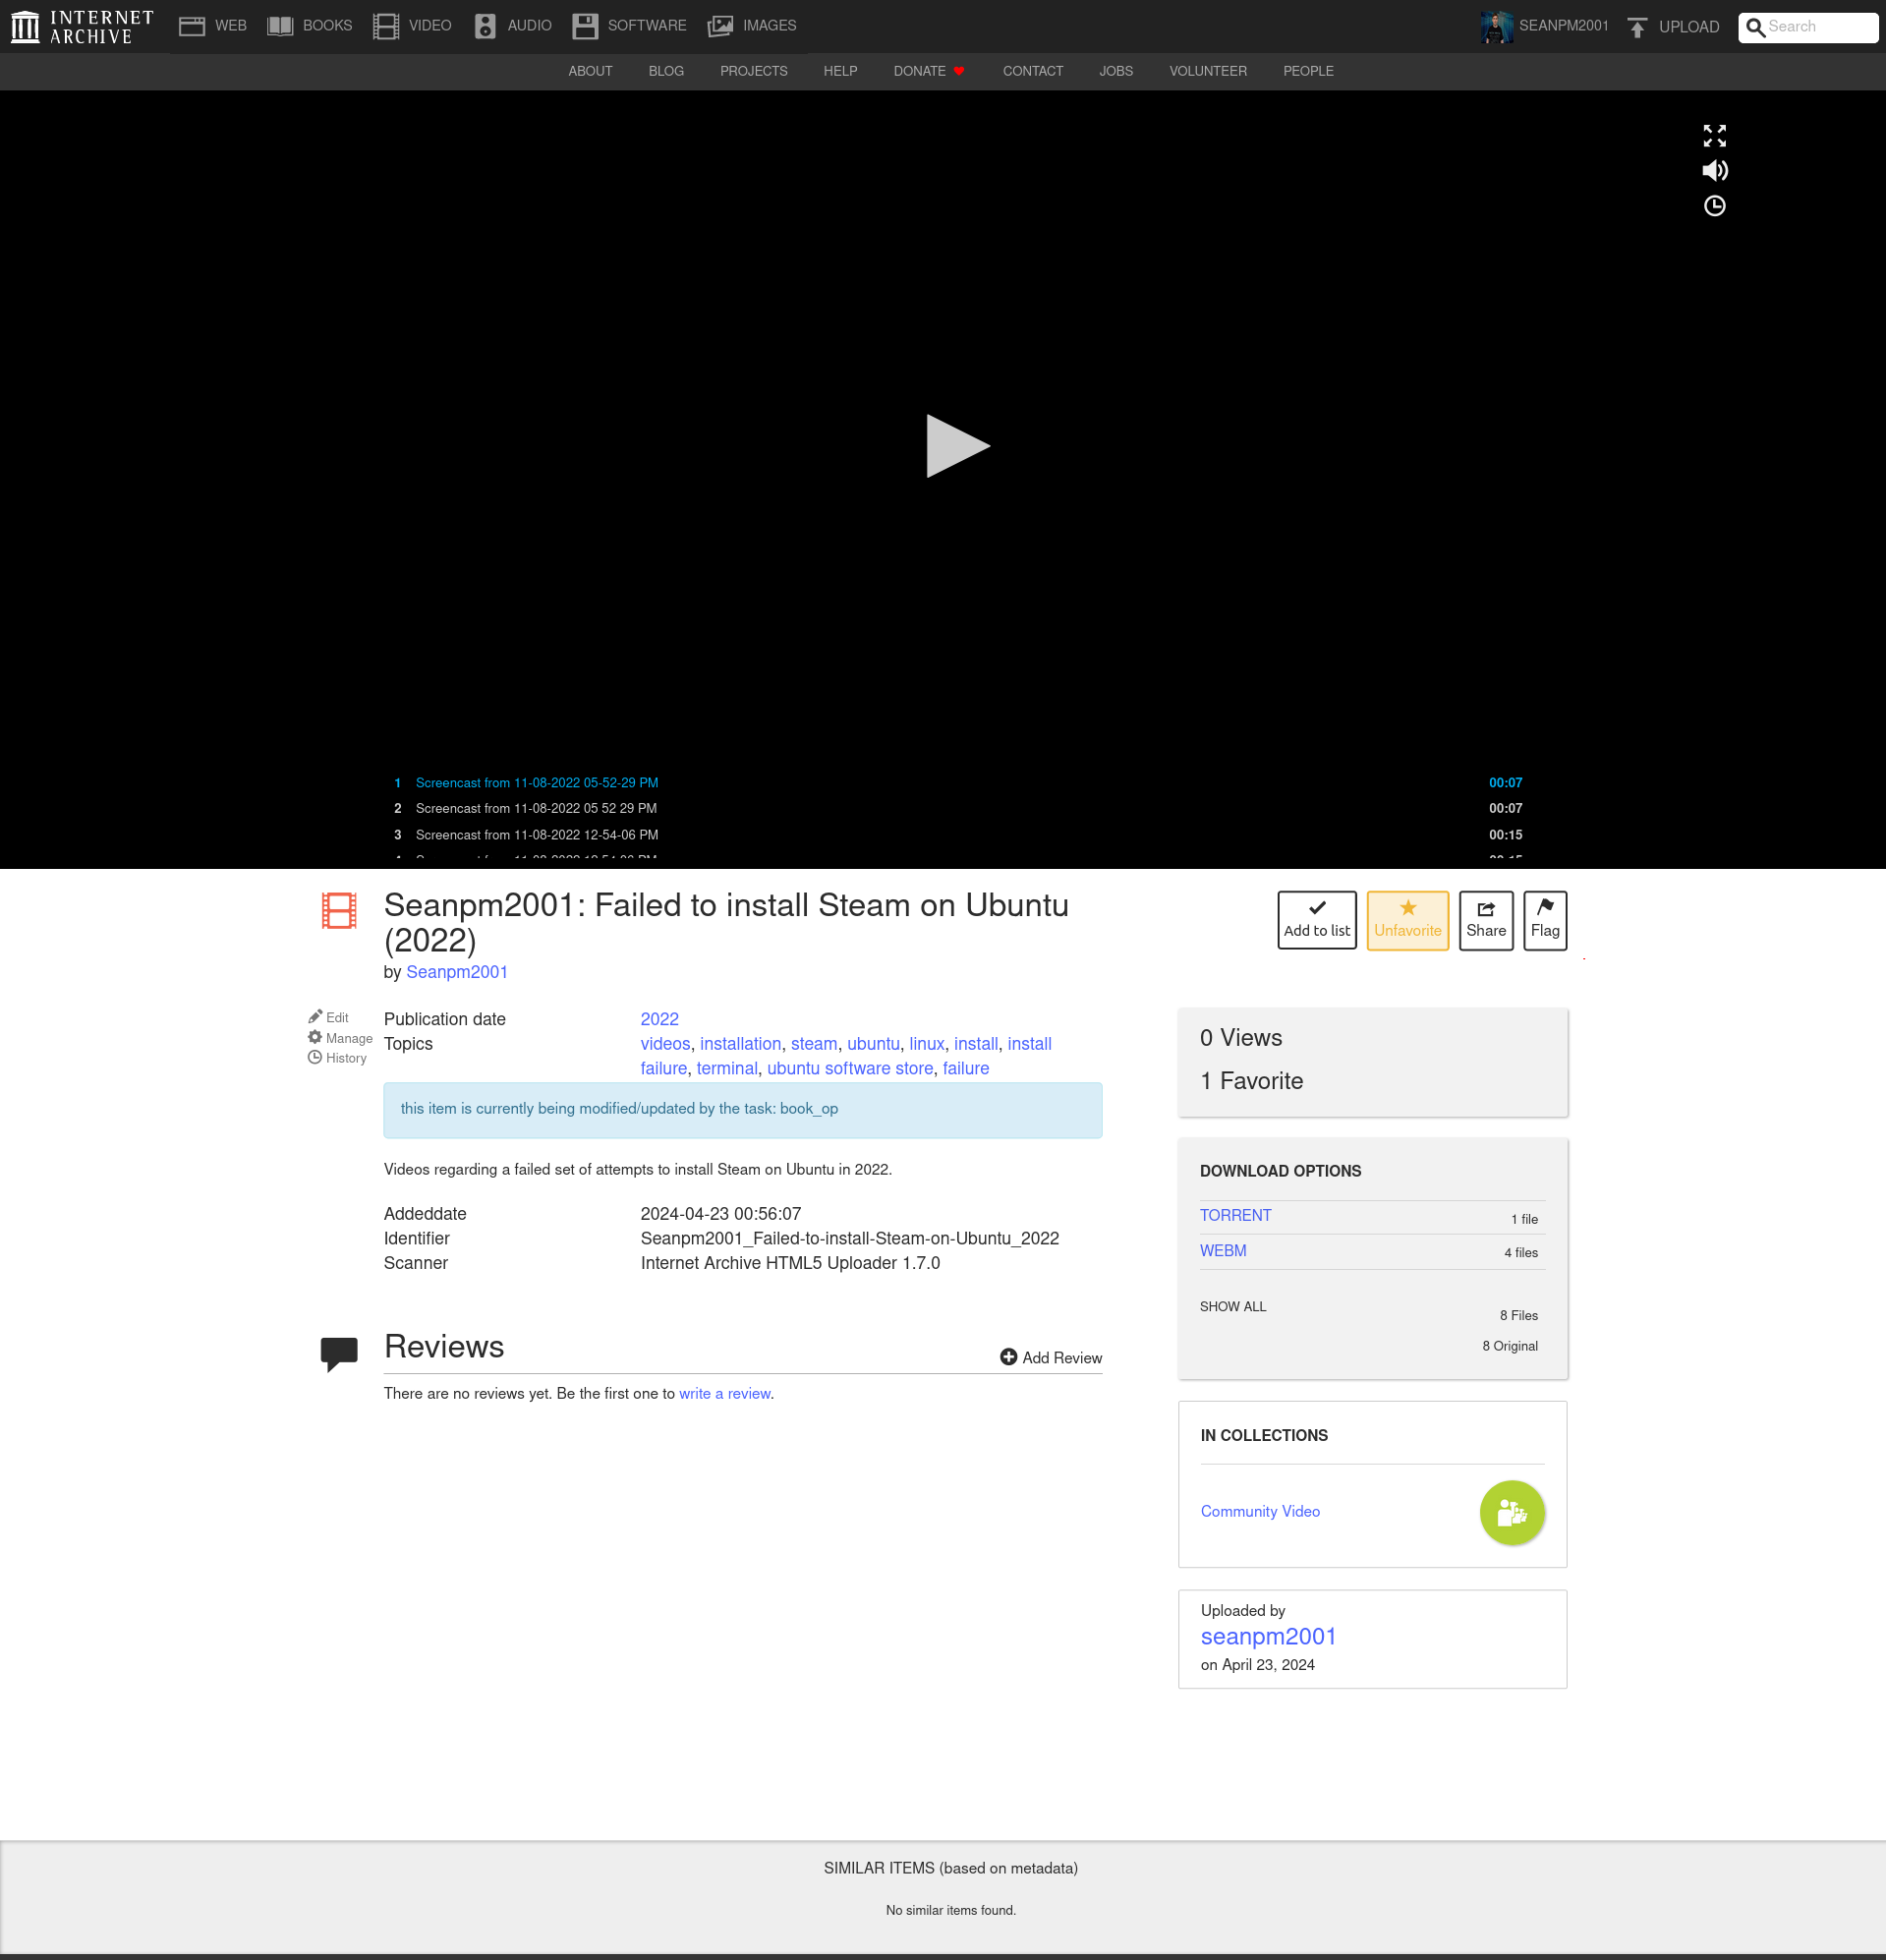 INTERNET
ARCHIVE
WEB
BOOKS
VIDEO
AUDIO
SOFTWARE
IMAGES
SEANPM2001
UPLOAD
Search
ABOUT
BLOG
PROJECTS
HELP
DONATE
CONTACT
JOBS
VOLUNTEER
PEOPLE
1 Screencast from 11-08-2022 05-52-29 PM 00:07
2 Screencast from 11-08-2022 05 52 29 PM 00:07
3 Screencast from 11-08-2022 12-54-06 PM 00:15
Seanpm2001: Failed to install Steam on Ubuntu
(2022)
by Seanpm2001
Add to list
Unfavorite
Share
Flag
Edit
Manage
History
Publication date 2022
Topics videos, installation, steam, ubuntu, linux, install, install
failure, terminal, ubuntu software store, failure
this item is currently being modified/updated by the task: book_op
Videos regarding a failed set of attempts to install Steam on Ubuntu in 2022.
Addeddate 2024-04-23 00:56:07
Identifier Seanpm2001_Failed-to-install-Steam-on-Ubuntu_2022
Scanner Internet Archive HTML5 Uploader 1.7.0
Reviews
Add Review
There are no reviews yet. Be the first one to write a review.
0 Views
1 Favorite
DOWNLOAD OPTIONS
TORRENT 1 file
WEBM 4 files
SHOW ALL 8 Files
8 Original
IN COLLECTIONS
Community Video
Uploaded by
seanpm2001
on April 23, 2024
SIMILAR ITEMS (based on metadata)
No similar items found.